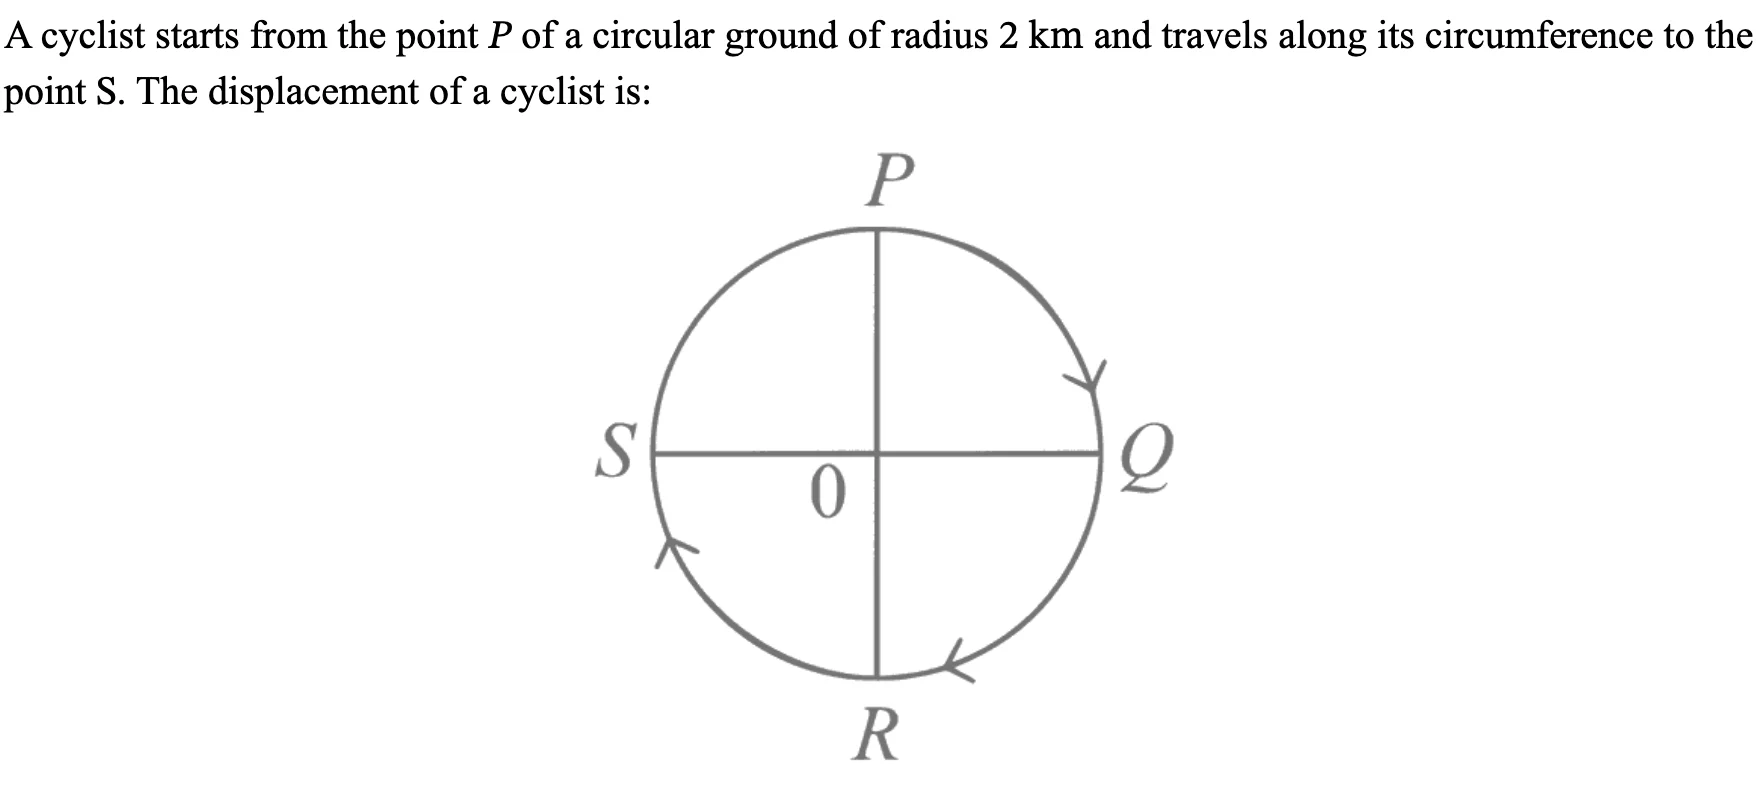 A cyclist starts from the point P of a circular ground of radius 2 km and travels along its circumference to the
point S. The displacement of a cyclist is:
P
S
Q
0
R